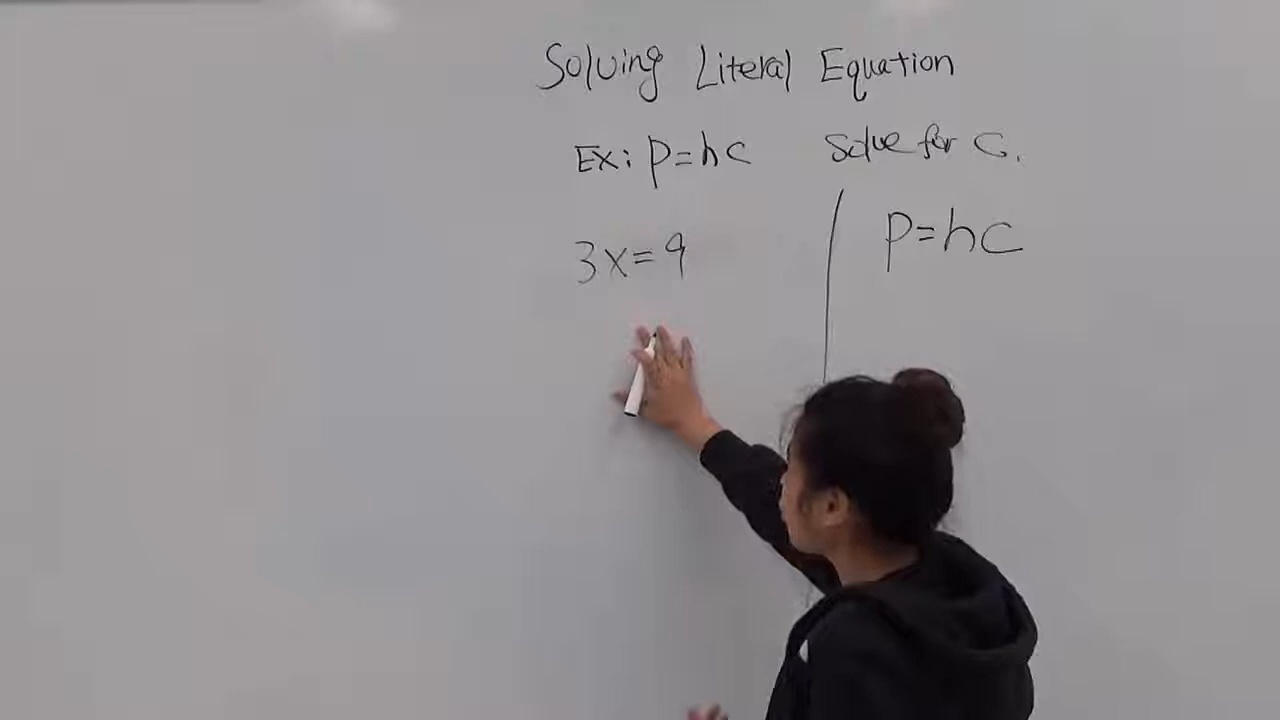 Solving Literal Equation
Ex: p=hc solve for c.
3x=9
p=hc